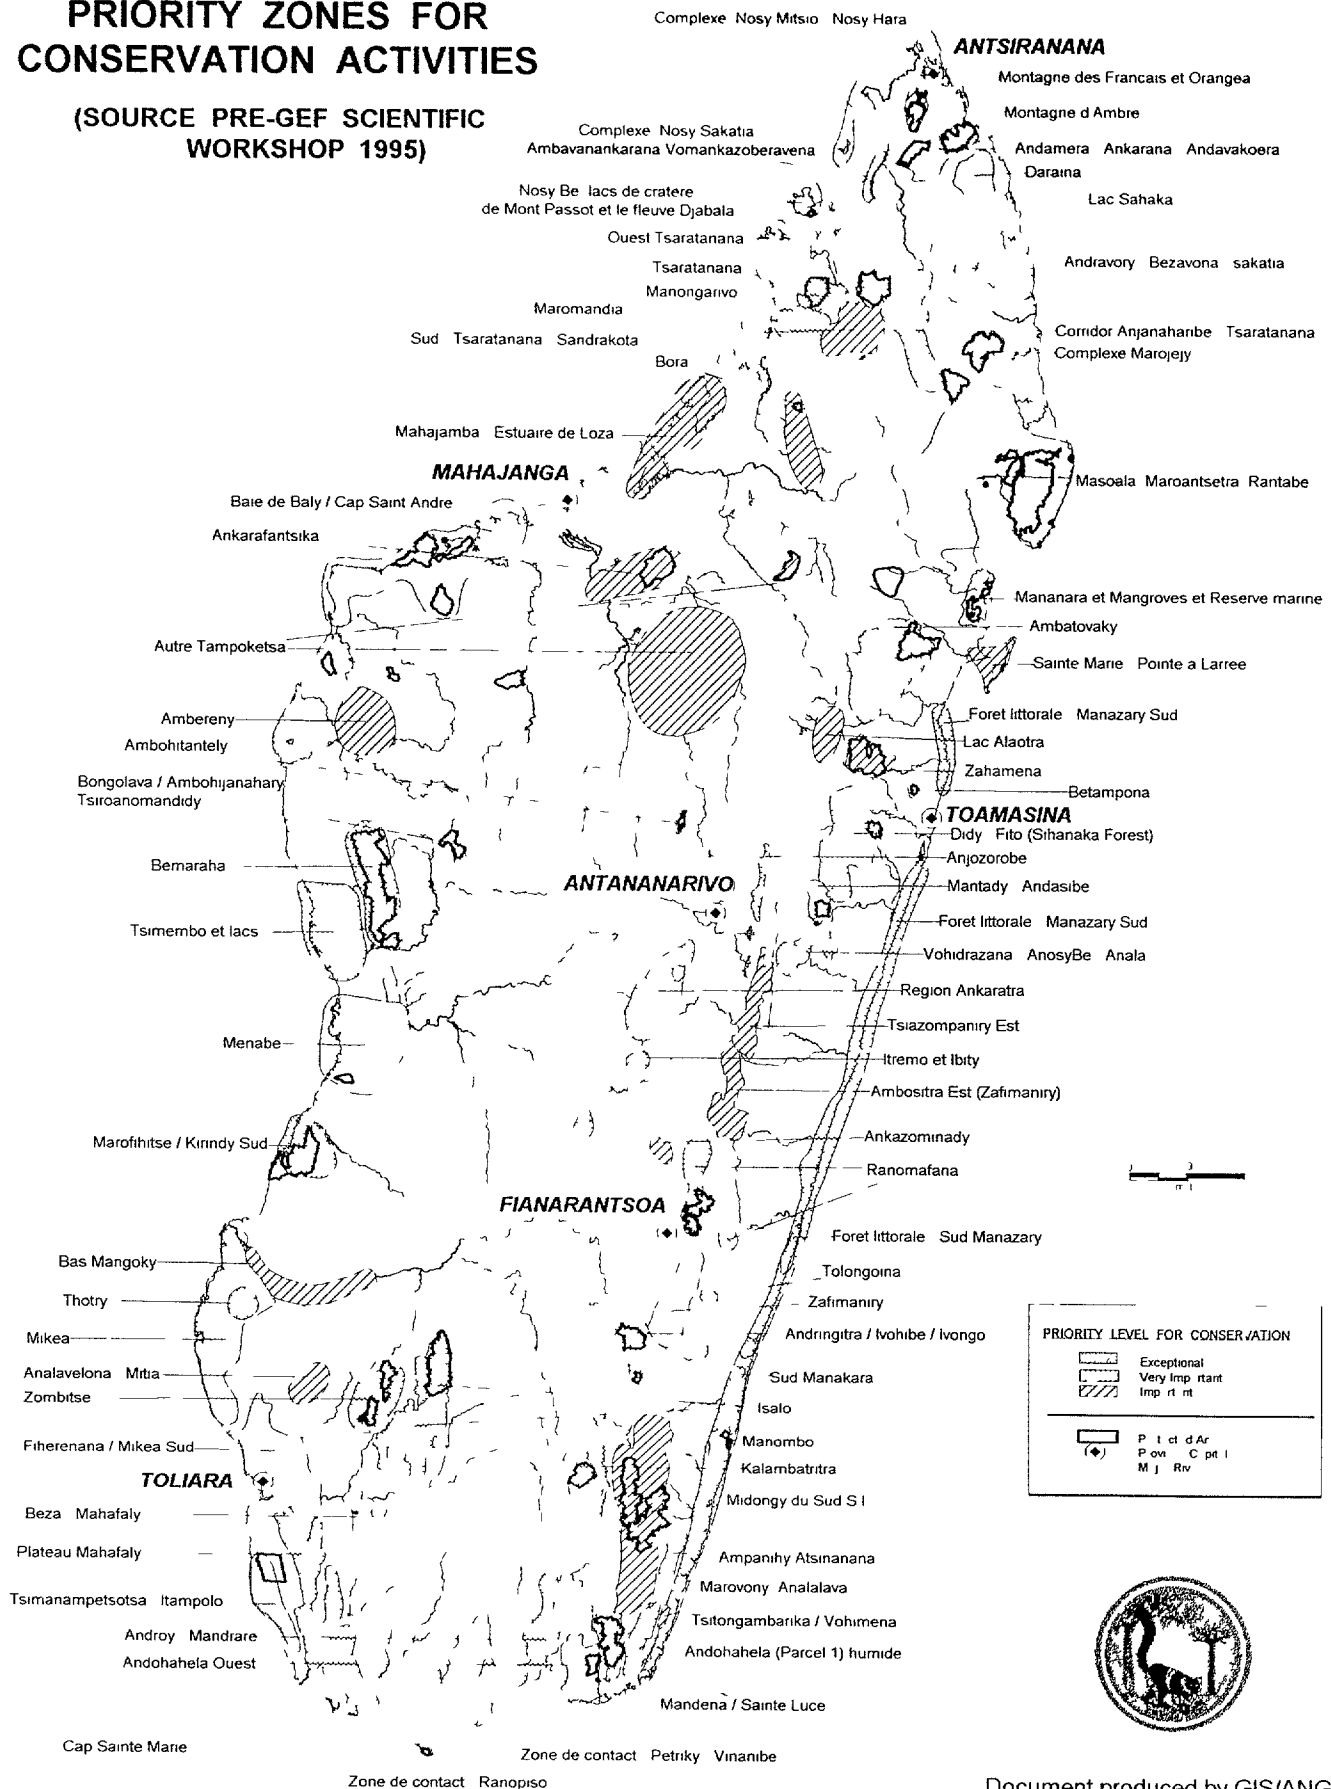 PRIORITY ZONES FOR
CONSERVATION ACTIVITIES
(SOURCE PRE-GEF SCIENTIFIC
WORKSHOP 1995)
Complexe Nosy Mitsio Nosy Hara
ANTSIRANANA
Montagne des Francais et Orangea
Montagne d Ambre
Complexe Nosy Sakatia
Ambavanankarana Vomankazoberavena
Andamera Ankarana Andavakoera
Daraina
Nosy Be lacs de cratere
de Mont Passot et le fleuve Djabala
Lac Sahaka
Ouest Tsaratanana
Tsaratanana
Andravory Bezavona sakatia
Manongarivo
Maromandia
Sud Tsaratanana Sandrakota
Corridor Anjanaharibe Tsaratanana
Complexe Marojejy
Bora
Mahajamba Estuaire de Loza
MAHAJANGA
Masoala Maroantsetra Rantabe
Baie de Baly / Cap Saint Andre
Ankarafantsika
Mananara et Mangroves et Reserve marine
Ambatovaky
Autre Tampoketsa
Sainte Marie Pointe a Larree
Ambereny
Foret littorale Manazary Sud
Ambohitantely
Lac Alaotra
Zahamena
Bongolava / Ambohijanahary
Tsiroanomandidy
Betampona
TOAMASINA
Didy Fito (Sihanaka Forest)
Bemaraha
Anjozorobe
ANTANANARIVO
Mantady Andasibe
Tsimembo et lacs
Foret littorale Manazary Sud
Vohidrazana AnosyBe Anala
Region Ankaratra
Tsiazompaniry Est
Menabe
Itremo et Ibity
Ambositra Est (Zafimaniry)
Marofihitse / Kirindy Sud
Ankazominady
Ranomafana
FIANARANTSOA
Foret littorale Sud Manazary
Bas Mangoky
Tolongoina
Thotry
Zafimaniry
Mikea
Andringitra / Ivohibe / Ivongo
Analavelona Mitia
Sud Manakara
Zombitse
Isalo
Fiherenana / Mikea Sud
Manombo
TOLIARA
Kalambatritra
Beza Mahafaly
Midongy du Sud S I
Plateau Mahafaly
Ampanihy Atsinanana
Tsimanampetsotsa Itampolo
Marovony Analalava
Androy Mandrare
Tsitongambarika / Vohimena
Andohahela Ouest
Andohahela (Parcel 1) humide
Mandena / Sainte Luce
Cap Sainte Marie
Zone de contact Petriky Vinanibe
Zone de contact Ranopiso
PRIORITY LEVEL FOR CONSERVATION
Exceptional
Very Imp rtant
Imp rt nt
P t ct d Ar
P ovi C pit l
M j Riv
Document produced by GIS/ANG